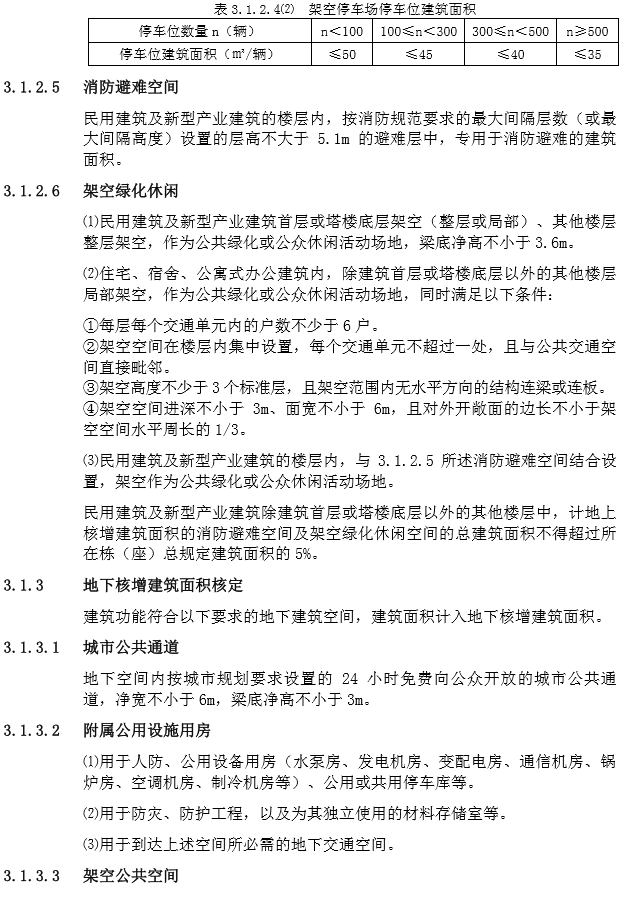 表3.1.2.4⑵ 架空停车场停车位建筑面积
停车位数量n（辆） n＜100 100≤n＜300 300≤n＜500 n≥500
停车位建筑面积（㎡/辆） ≤50 ≤45 ≤40 ≤35
3.1.2.5 消防避难空间
民用建筑及新型产业建筑的楼层内，按消防规范要求的最大间隔层数（或最
大间隔高度）设置的层高不大于 5.1m 的避难层中，专用于消防避难的建筑
面积。
3.1.2.6 架空绿化休闲
⑴民用建筑及新型产业建筑首层或塔楼底层架空（整层或局部）、其他楼层
整层架空，作为公共绿化或公众休闲活动场地，梁底净高不小于3.6m。
⑵住宅、宿舍、公寓式办公建筑内，除建筑首层或塔楼底层以外的其他楼层
局部架空，作为公共绿化或公众休闲活动场地，同时满足以下条件：
①每层每个交通单元内的户数不少于6户。
②架空空间在楼层内集中设置，每个交通单元不超过一处，且与公共交通空
间直接毗邻。
③架空高度不少于3个标准层，且架空范围内无水平方向的结构连梁或连板。
④架空空间进深不小于 3m、面宽不小于 6m，且对外开敞面的边长不小于架
空空间水平周长的1/3。
⑶民用建筑及新型产业建筑的楼层内，与 3.1.2.5 所述消防避难空间结合设
置，架空作为公共绿化或公众休闲活动场地。
民用建筑及新型产业建筑除建筑首层或塔楼底层以外的其他楼层中，计地上
核增建筑面积的消防避难空间及架空绿化休闲空间的总建筑面积不得超过所
在栋（座）总规定建筑面积的5%。
3.1.3 地下核增建筑面积核定
建筑功能符合以下要求的地下建筑空间，建筑面积计入地下核增建筑面积。
3.1.3.1 城市公共通道
地下空间内按城市规划要求设置的 24 小时免费向公众开放的城市公共通
道，净宽不小于6m，梁底净高不小于3m。
3.1.3.2 附属公用设施用房
⑴用于人防、公用设备用房（水泵房、发电机房、变配电房、通信机房、锅
炉房、空调机房、制冷机房等）、公用或共用停车库等。
⑵用于防灾、防护工程，以及为其独立使用的材料存储室等。
⑶用于到达上述空间所必需的地下交通空间。
3.1.3.3 架空公共空间